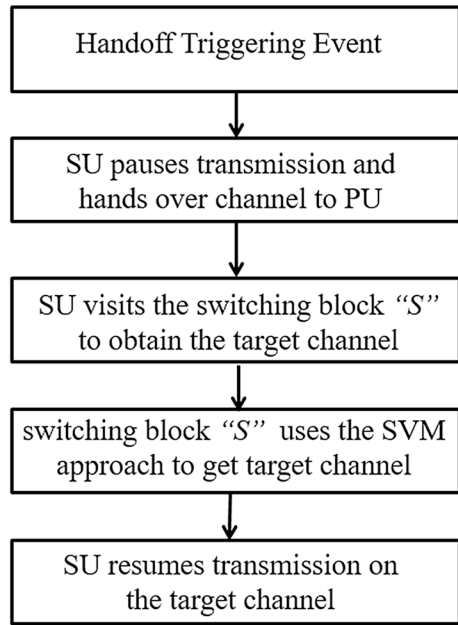 Handoff Triggering Event
SU pauses transmission and
hands over channel to PU
SU visits the switching block “S”
to obtain the target channel
switching block “S” uses the SVM
approach to get target channel
SU resumes transmission on
the target channel